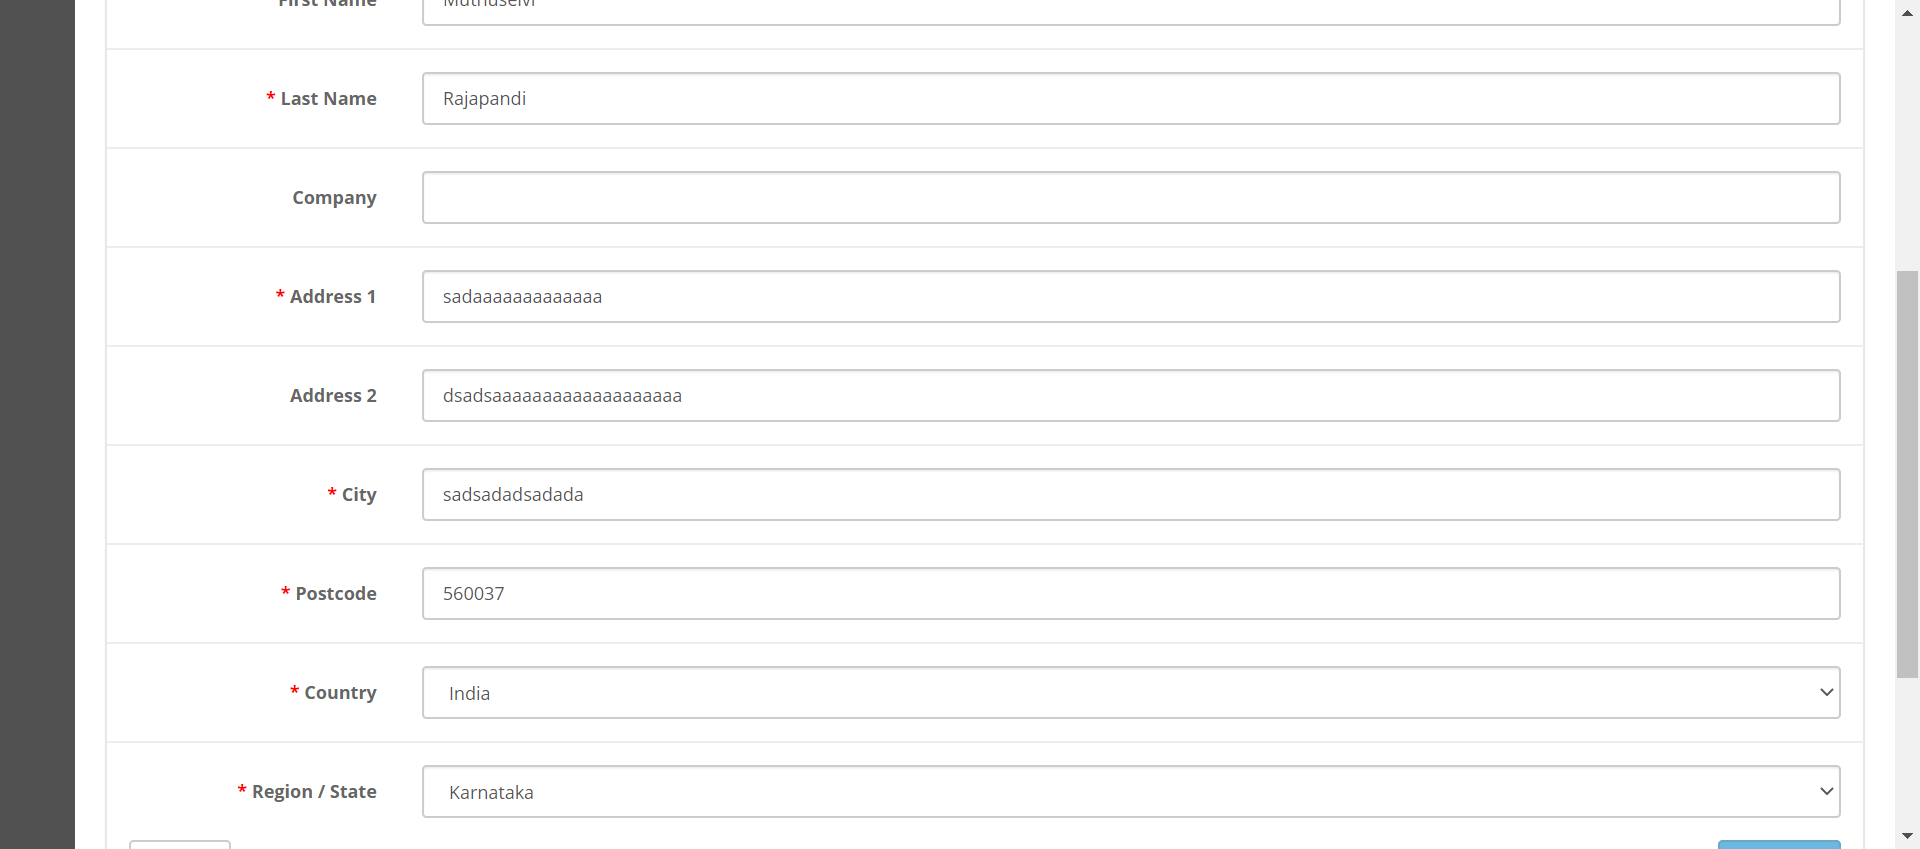 First Name Muthuselvi
* Last Name Rajapandi
Company
* Address 1 sadaaaaaaaaaaaaa
Address 2 dsadsaaaaaaaaaaaaaaaaaaa
* City sadsadadsadada
* Postcode 560037
* Country India
* Region / State Karnataka